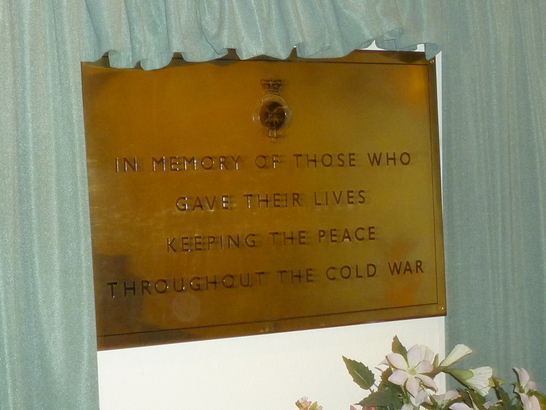 IN MEMORY OF THOSE WHO
GAVE THEIR LIVES
KEEPING THE PEACE
THROUGHOUT THE COLD WAR